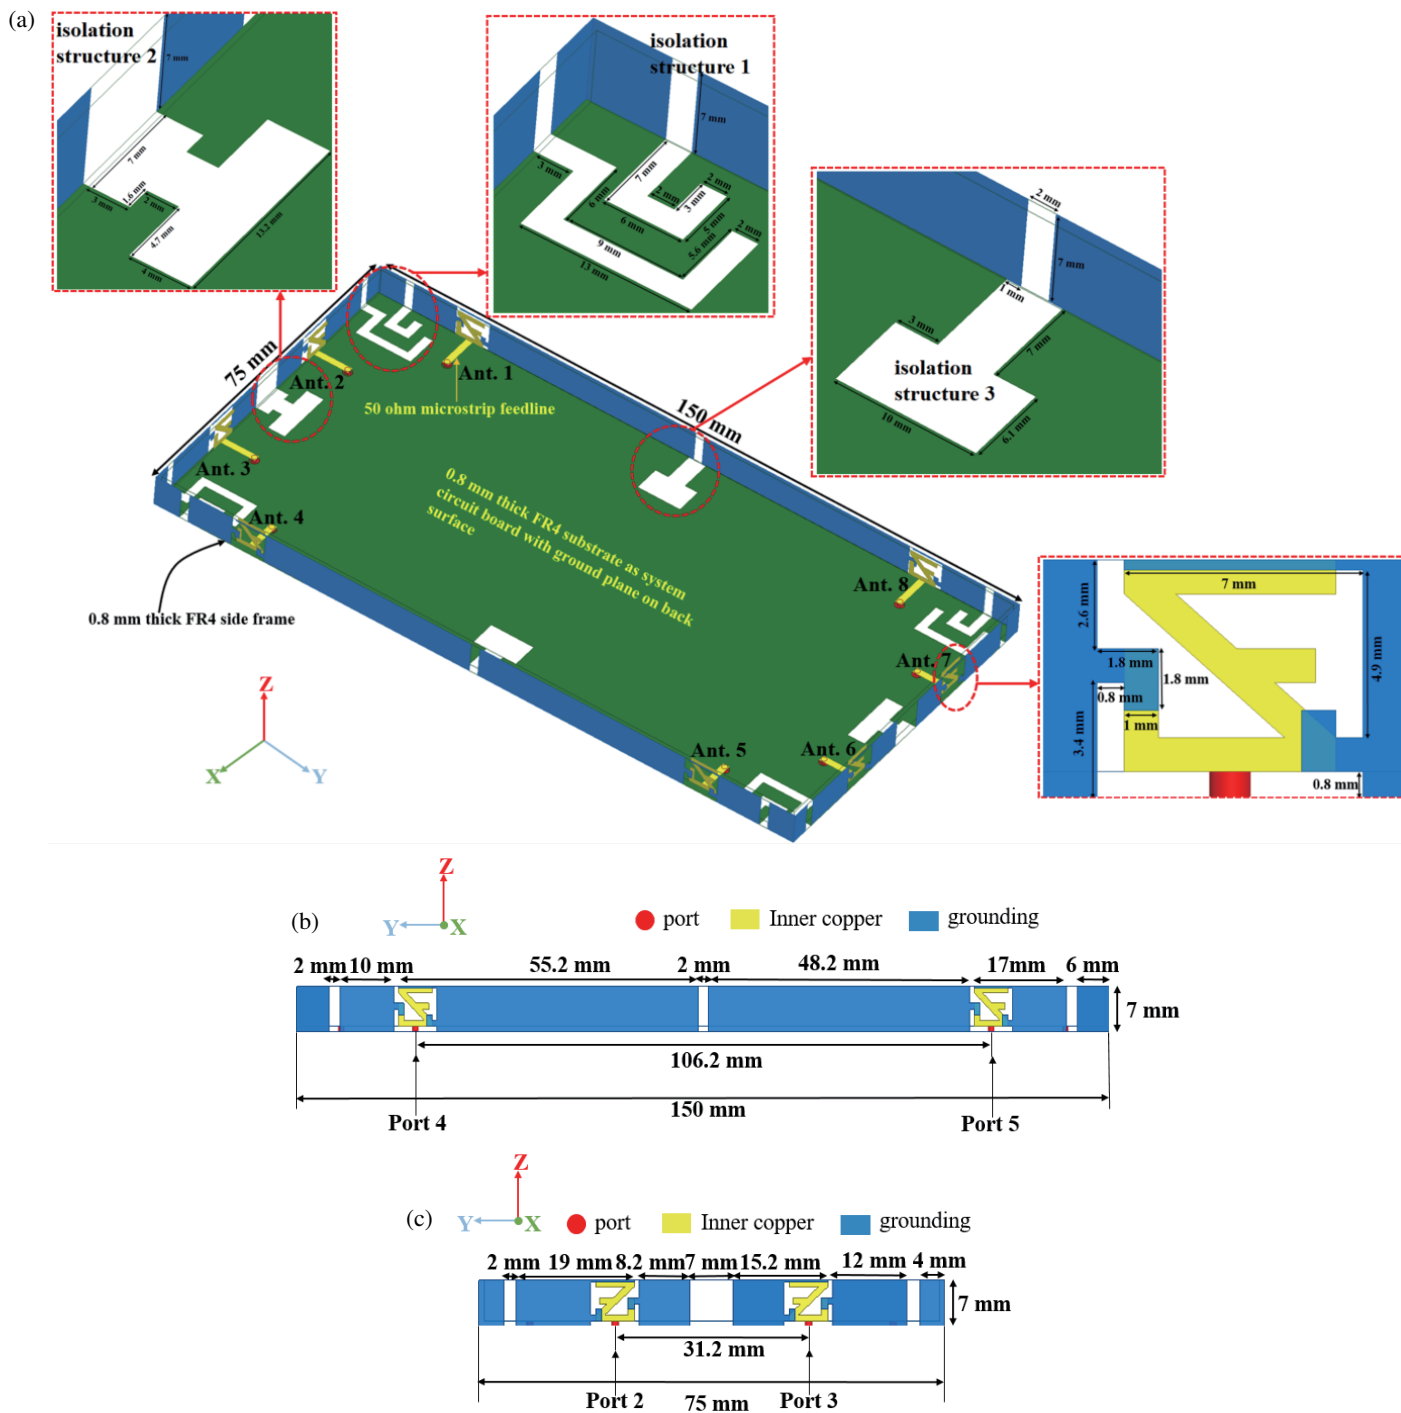 (a)
isolation
structure 2
7 mm
7 mm
1.6 mm
3 mm
2 mm
4.7 mm
4 mm
13.2 mm
isolation
structure 1
7 mm
3 mm
7 mm
2 mm
2 mm
3 mm
6 mm
6 mm
5 mm
2 mm
5.6 mm
9 mm
13 mm
2 mm
7 mm
1 mm
3 mm
7 mm
isolation
structure 3
10 mm
6.1 mm
75 mm
150 mm
Ant. 1
Ant. 2
50 ohm microstrip feedline
Ant. 3
Ant. 4
0.8 mm thick FR4 substrate as system
circuit board with ground plane on back
surface
Ant. 8
Ant. 7
Ant. 6
Ant. 5
0.8 mm thick FR4 side frame
Z
X
Y
7 mm
2.6 mm
4.9 mm
1.8 mm
1.8 mm
0.8 mm
1 mm
3.4 mm
0.8 mm
(b)
Z
Y
X
port
Inner copper
grounding
2 mm
10 mm
55.2 mm
2 mm
48.2 mm
17mm
6 mm
7 mm
106.2 mm
150 mm
Port 4
Port 5
(c)
Z
Y
X
port
Inner copper
grounding
2 mm
19 mm
8.2 mm
7 mm
15.2 mm
12 mm
4 mm
7 mm
31.2 mm
Port 2
75 mm
Port 3